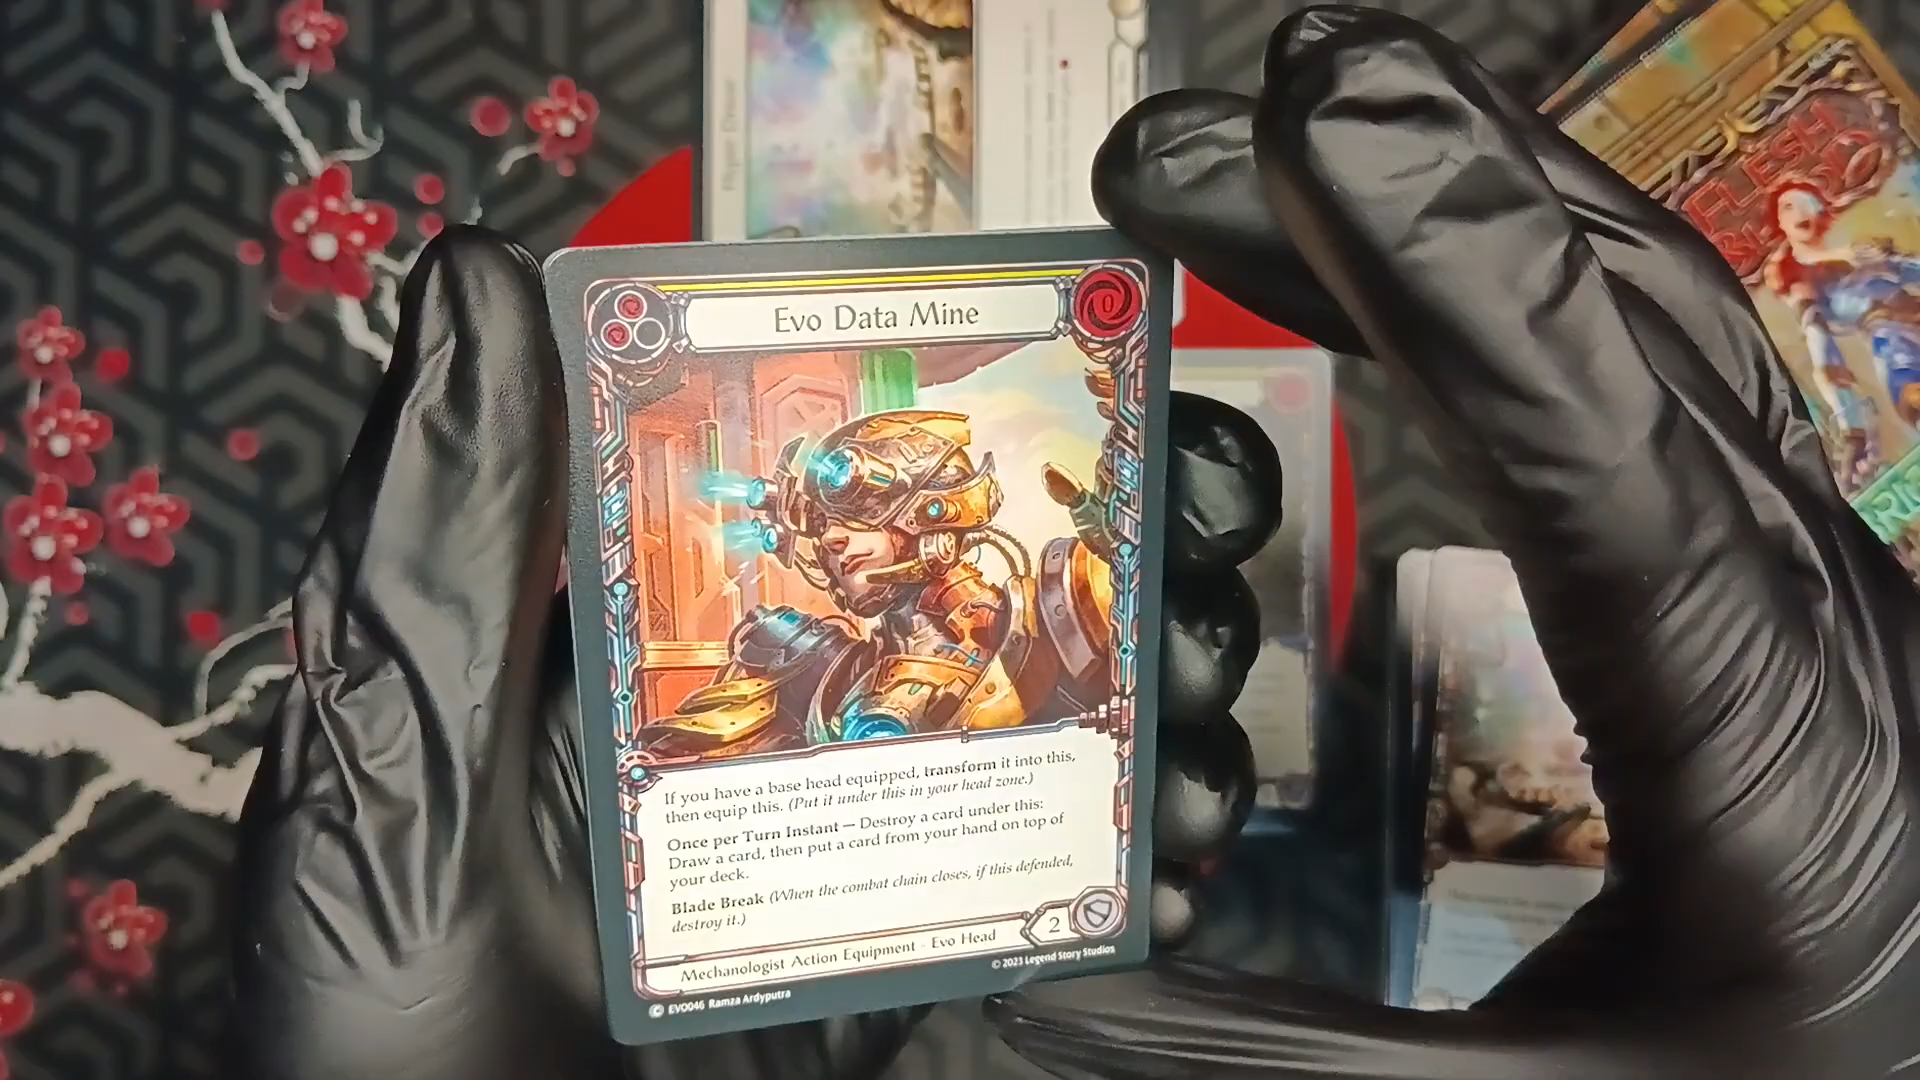 Evo Data Mine
0
If you have a base head equipped, transform it into this,
then equip this. (Put it under this in your head zone.)
Once per Turn Instant — Destroy a card under this:
Draw a card, then put a card from your hand on top of
your deck.
Blade Break (When the combat chain closes, if this defended,
destroy it.)
2
Mechanologist Action Equipment - Evo Head
© 2023 Legend Story Studios
C EVO046 Ramza Ardyputra
FLESH